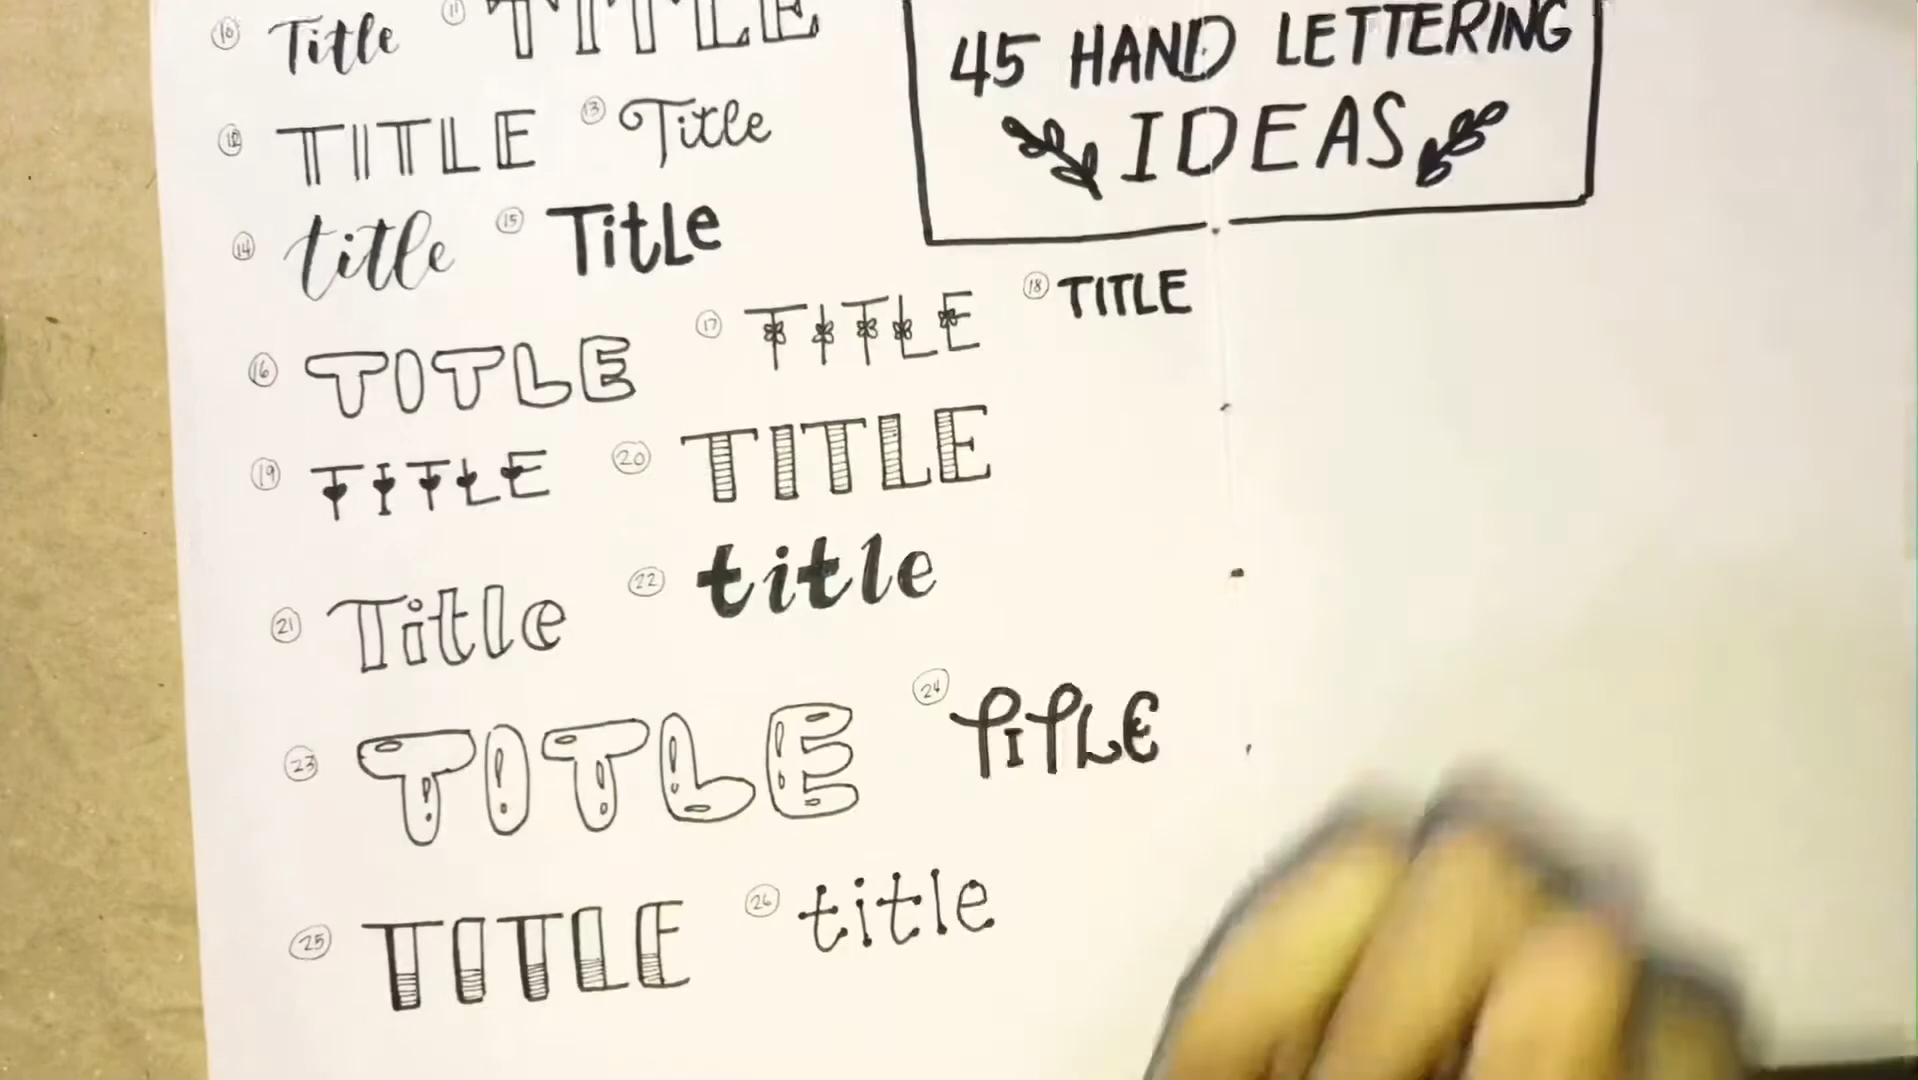 10 Title 11 TITLE
45 HAND LETTERING
IDEAS
12 TITLE 13 Title
14 title 15 Title
16 TITLE 17 TITLE 18 TITLE
19 TITLE 20 TITLE
21 Title 22 title
23 TITLE 24 TITLE
25 TITLE 26 title